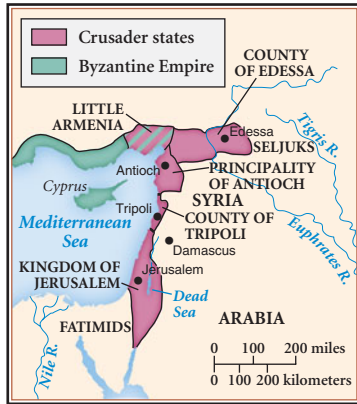 Crusader states
Byzantine Empire
COUNTY
OF EDESSA
LITTLE
ARMENIA
Tigris R.
Edessa
SELJUKS
Antioch
PRINCIPALITY
OF ANTIOCH
Cyprus
SYRIA
Tripoli
COUNTY OF
TRIPOLI
Mediterranean
Sea
Euphrates R.
Damascus
KINGDOM OF
JERUSALEM
Jerusalem
Dead
Sea
FATIMIDS
ARABIA
Nile R.
0 100 200 miles
0 100 200 kilometers